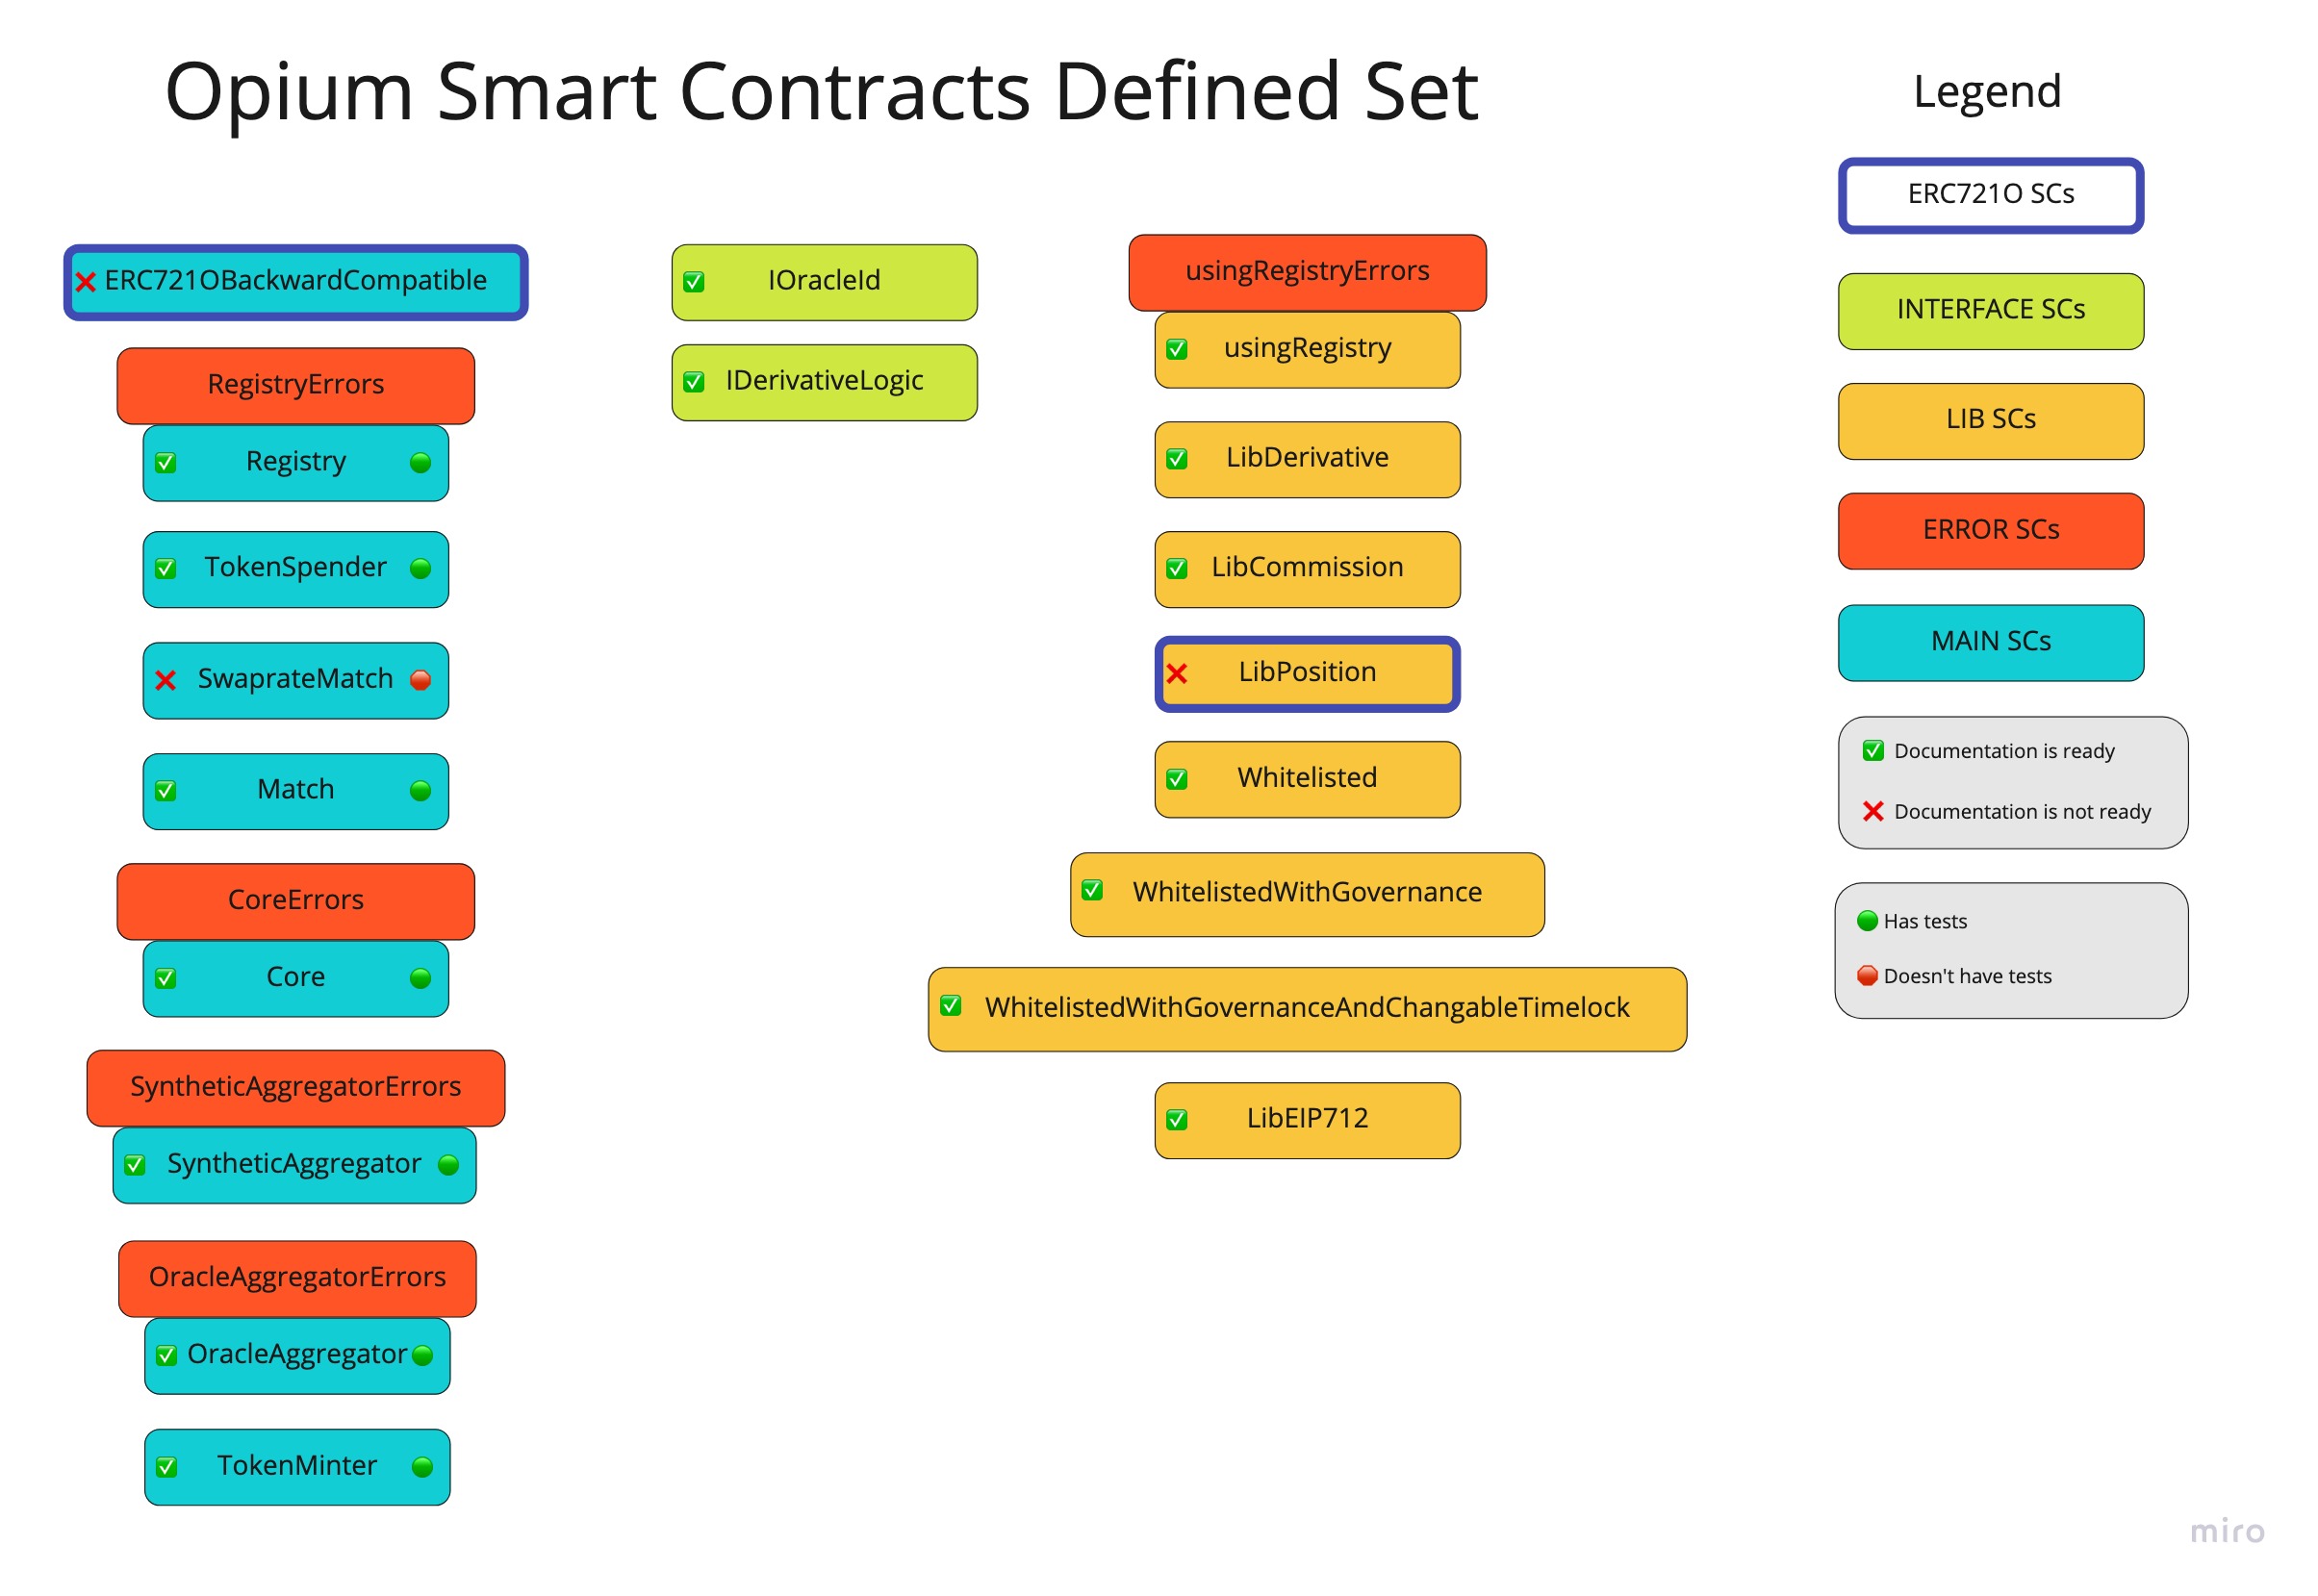 Opium Smart Contracts Defined Set
ERC721OBackwardCompatible
RegistryErrors
Registry
TokenSpender
SwaprateMatch
Match
CoreErrors
Core
SyntheticAggregatorErrors
SyntheticAggregator
OracleAggregatorErrors
OracleAggregator
TokenMinter
IOracleId
IDerivativeLogic
usingRegistryErrors
usingRegistry
LibDerivative
LibCommission
LibPosition
Whitelisted
WhitelistedWithGovernance
WhitelistedWithGovernanceAndChangableTimelock
LibEIP712
Legend
ERC721O SCs
INTERFACE SCs
LIB SCs
ERROR SCs
MAIN SCs
Documentation is ready
Documentation is not ready
Has tests
Doesn't have tests
miro